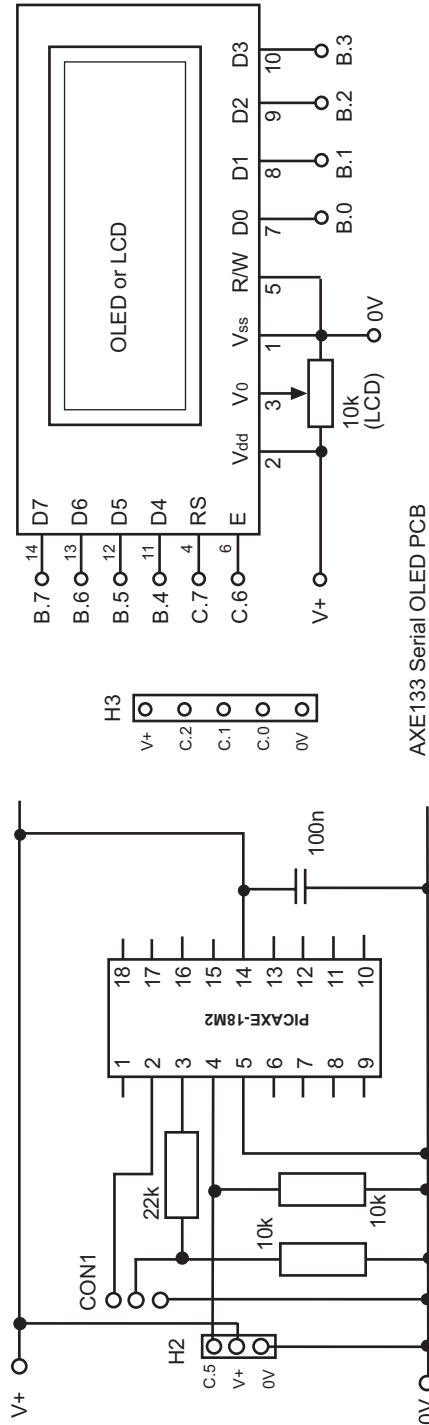 V+
CON1
22k
10k
10k
H2
C.5
V+
0V
0V
1
2
3
4
5
6
7
8
9
PICAXE-18M2
18
17
16
15
14
13
12
11
10
100n
H3
V+
C.2
C.1
C.0
0V
AXE133 Serial OLED PCB
B.7
B.6
B.5
B.4
C.7
C.6
14
13
12
11
4
6
D7
D6
D5
D4
RS
E
OLED or LCD
Vdd
V0
Vss
R/W
D0
D1
D2
D3
2
3
1
5
7
8
9
10
V+
10k
(LCD)
0V
B.0
B.1
B.2
B.3